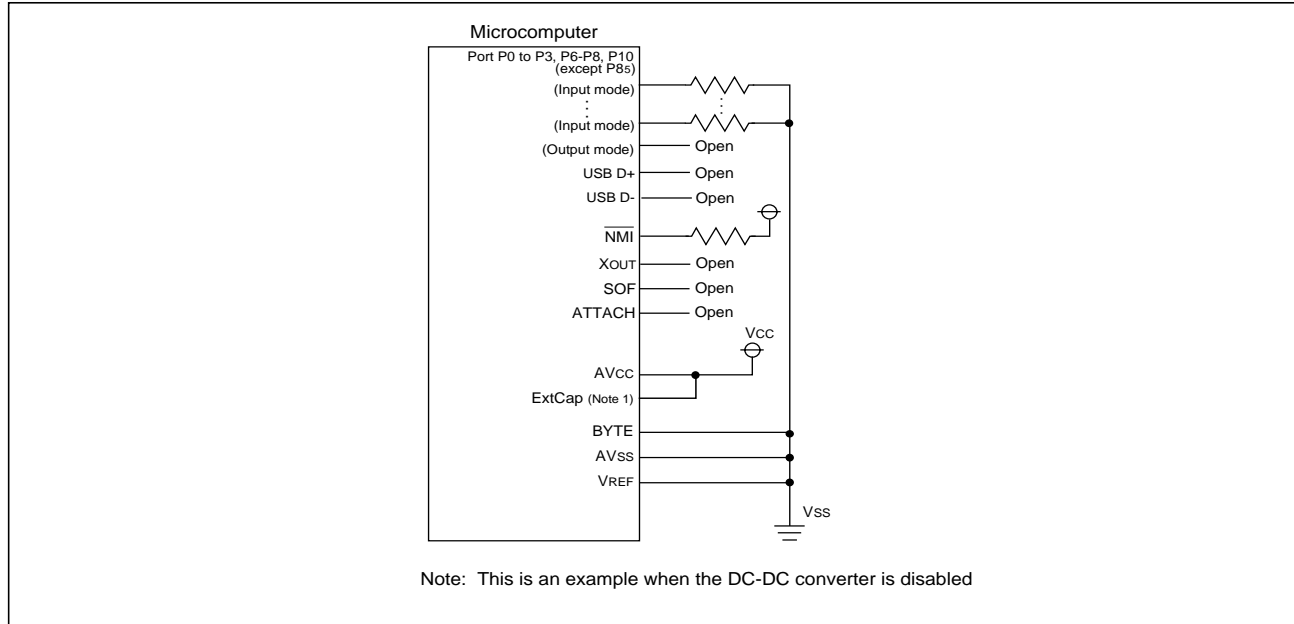 Microcomputer
Port P0 to P3, P6-P8, P10
(except P85)
(Input mode)
(Input mode)
(Output mode)
Open
USB D+
Open
USB D-
Open
NMI
XOUT
Open
SOF
Open
ATTACH
Open
VCC
AVCC
ExtCap (Note 1)
BYTE
AVSS
VREF
VSS
Note: This is an example when the DC-DC converter is disabled